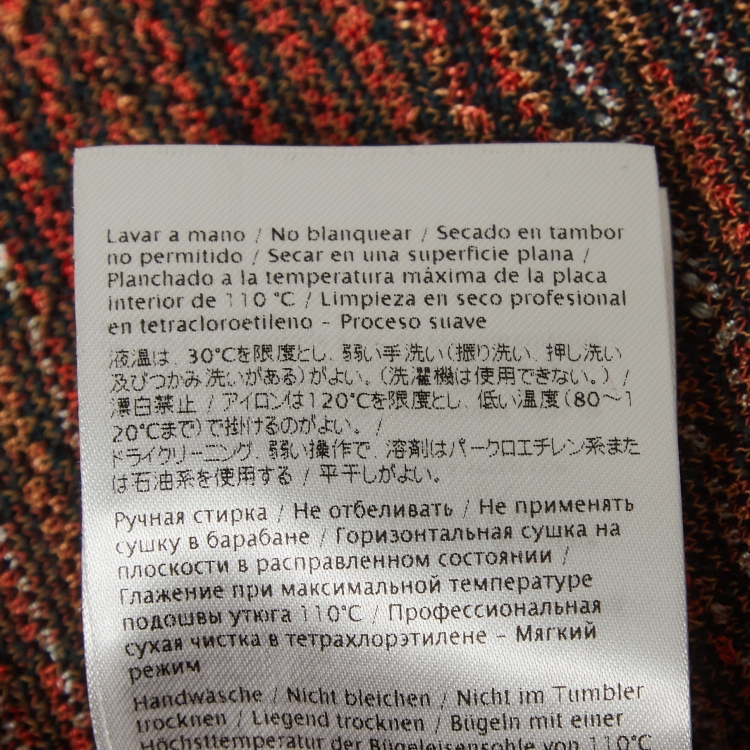 Lavar a mano / No blanquear / Secado en tambor
no permitido / Secar en una superficie plana /
Planchado a la temperatura máxima de la placa
interior de 110 °C / Limpieza en seco profesional
en tetracloroetileno - Proceso suave
液温は、30℃を限度とし、弱い手洗い(振り洗い、押し洗い
及びつかみ洗いがある)がよい。(洗濯機は使用できない。) /
漂白禁止 / アイロンは120℃を限度とし、低い温度(80〜1
20℃まで)で掛けるのがよい。 /
ドライクリーニング、弱い操作で、溶剤はパークロエチレン系また
は石油系を使用する / 平干しがよい。
Ручная стирка / Не отбеливать / Не применять
сушку в барабане / Горизонтальная сушка на
плоскости в расправленном состоянии /
Глажение при максимальной температуре
подошвы утюга 110°C / Профессиональная
сухая чистка в тетрахлорэтилене - Мягкий
режим
Handwäsche / Nicht bleichen / Nicht im Tumbler
trocknen / Liegend trocknen / Bügeln mit einer
Höchsttemperatur der Bügeleisensohle von 110°C